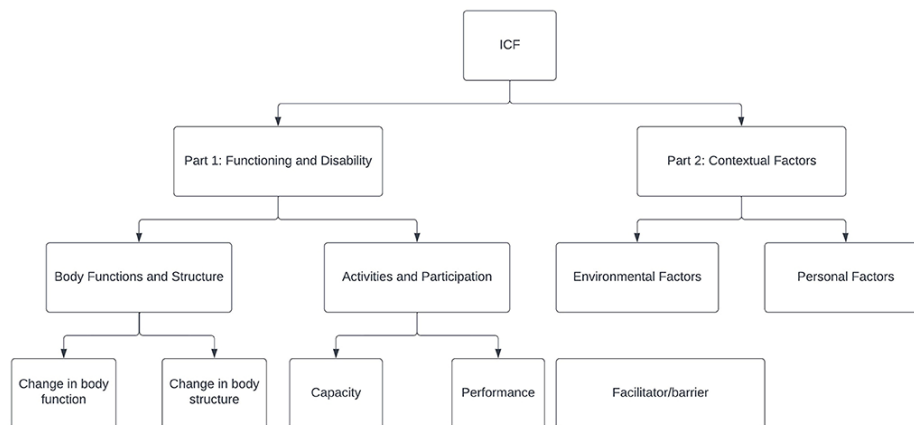 ICF
Part 1: Functioning and Disability
Part 2: Contextual Factors
Body Functions and Structure
Activities and Participation
Environmental Factors
Personal Factors
Change in body
function
Change in body
structure
Capacity
Performance
Facilitator/barrier